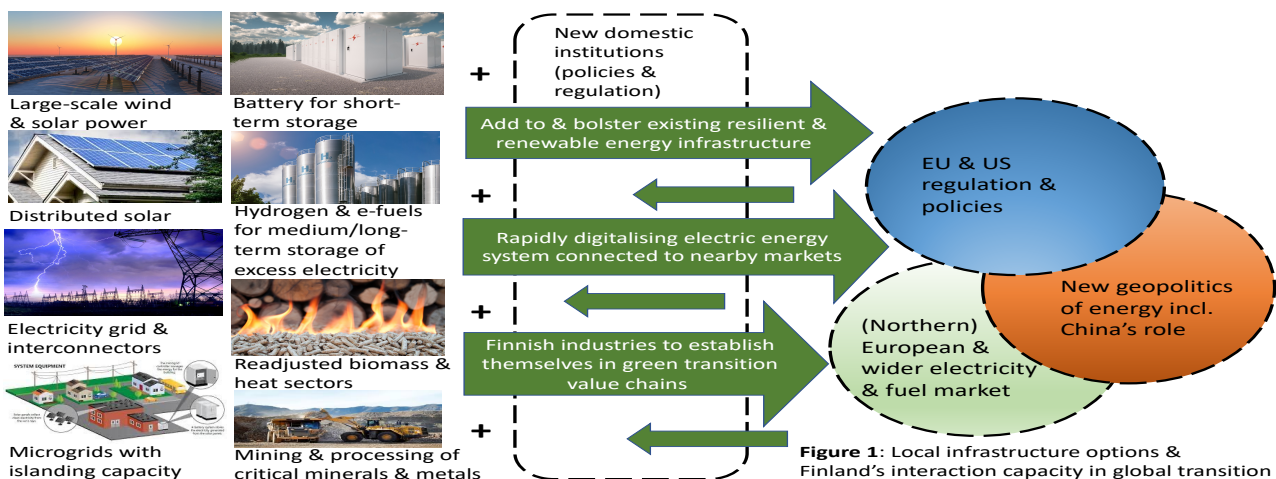 Large-scale wind
& solar power
Battery for short-
term storage
Distributed solar
Hydrogen & e-fuels
for medium/long-
term storage of
excess electricity
Electricity grid &
interconnectors
Readjusted biomass &
heat sectors
SYSTEM EQUIPMENT
Microgrids with
islanding capacity
Mining & processing of
critical minerals & metals
+
+
+
+
New domestic
institutions
(policies &
regulation)
Add to & bolster existing resilient &
renewable energy infrastructure
Rapidly digitalising electric energy
system connected to nearby markets
Finnish industries to establish
themselves in green transition
value chains
EU & US
regulation &
policies
New geopolitics
of energy incl.
China's role
(Northern)
European &
wider electricity
& fuel market
Figure 1: Local infrastructure options &
Finland's interaction capacity in global transition